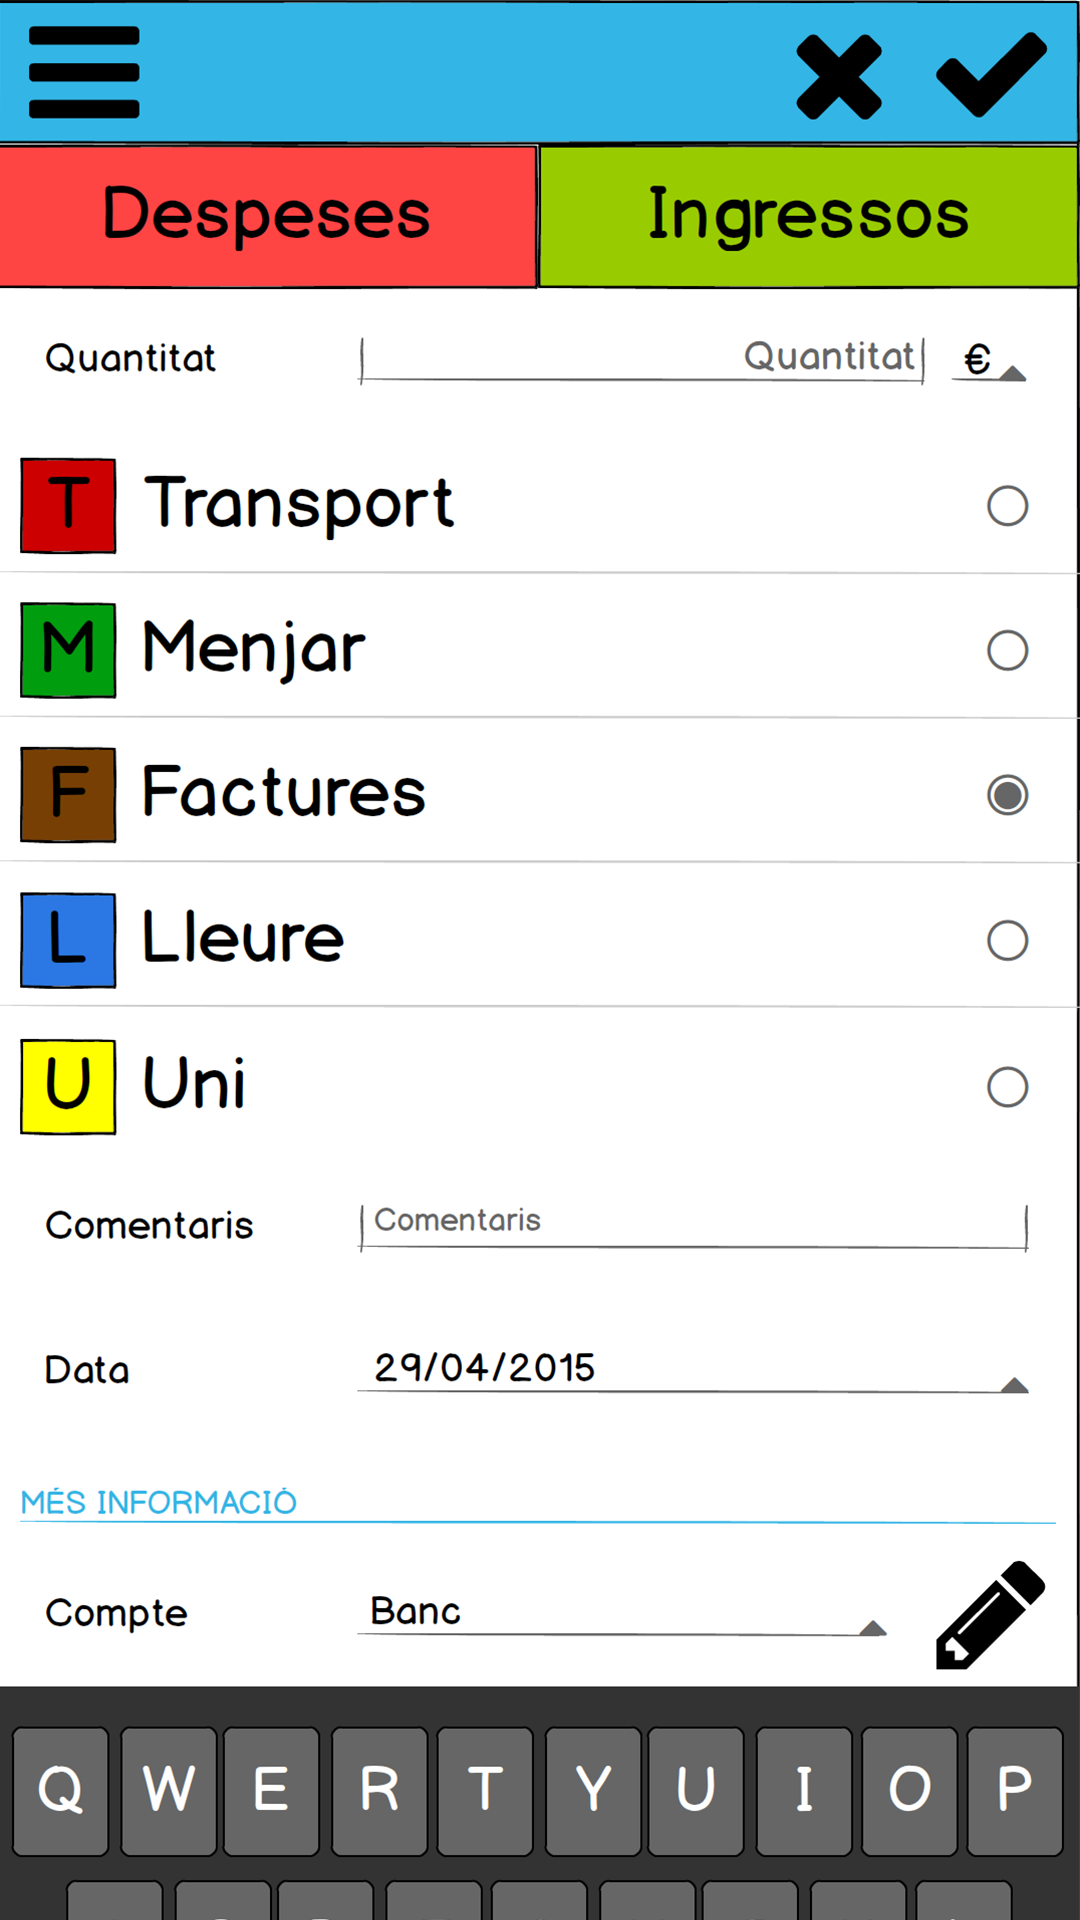 Despeses Ingressos
Quantitat Quantitat €
T Transport
M Menjar
F Factures
L Lleure
U Uni
Comentaris Comentaris
Data 29/04/2015
MÉS INFORMACIÓ
Compte Banc
Q W E R T Y U I O P